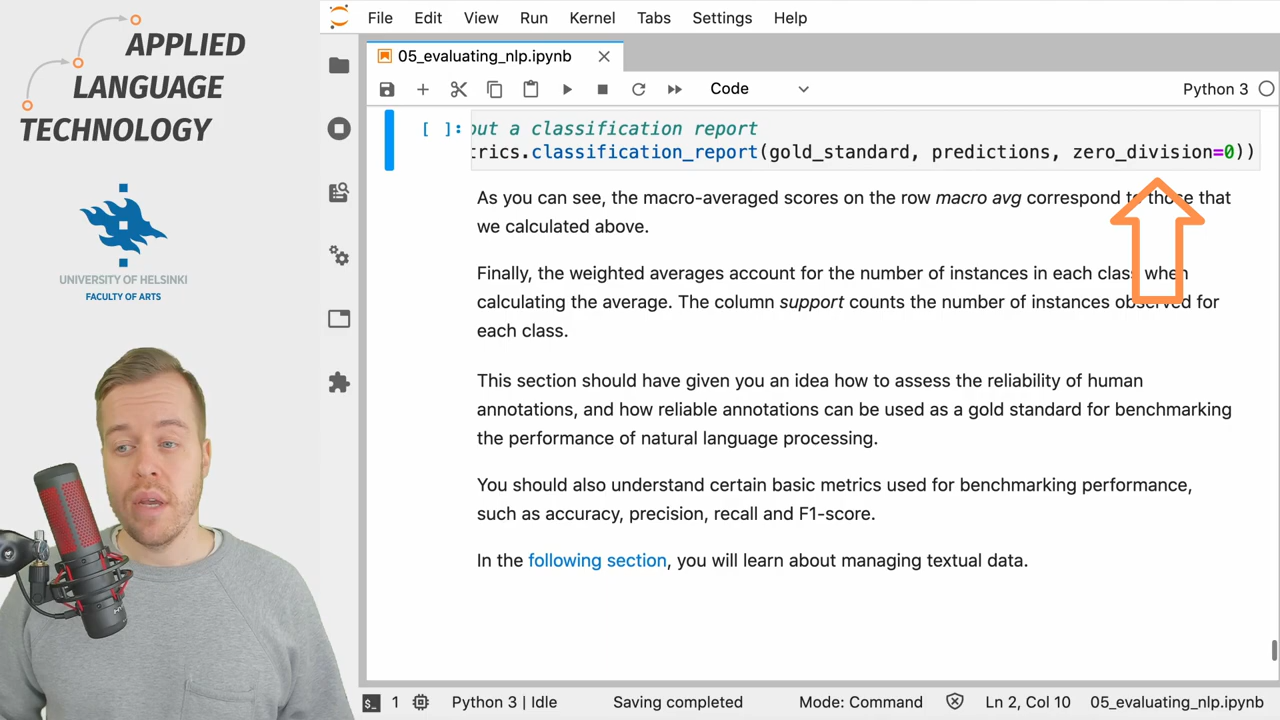 APPLIED
LANGUAGE
TECHNOLOGY
UNIVERSITY OF HELSINKI
FACULTY OF ARTS
File Edit View Run Kernel Tabs Settings Help
05_evaluating_nlp.ipynb
Code
Python 3
[ ]:
out a classification report
trics.classification_report(gold_standard, predictions, zero_division=0))
As you can see, the macro-averaged scores on the row macro avg correspond to those that
we calculated above.
Finally, the weighted averages account for the number of instances in each class when
calculating the average. The column support counts the number of instances observed for
each class.
This section should have given you an idea how to assess the reliability of human
annotations, and how reliable annotations can be used as a gold standard for benchmarking
the performance of natural language processing.
You should also understand certain basic metrics used for benchmarking performance,
such as accuracy, precision, recall and F1-score.
In the following section, you will learn about managing textual data.
1 Python 3 | Idle Saving completed Mode: Command Ln 2, Col 10 05_evaluating_nlp.ipynb